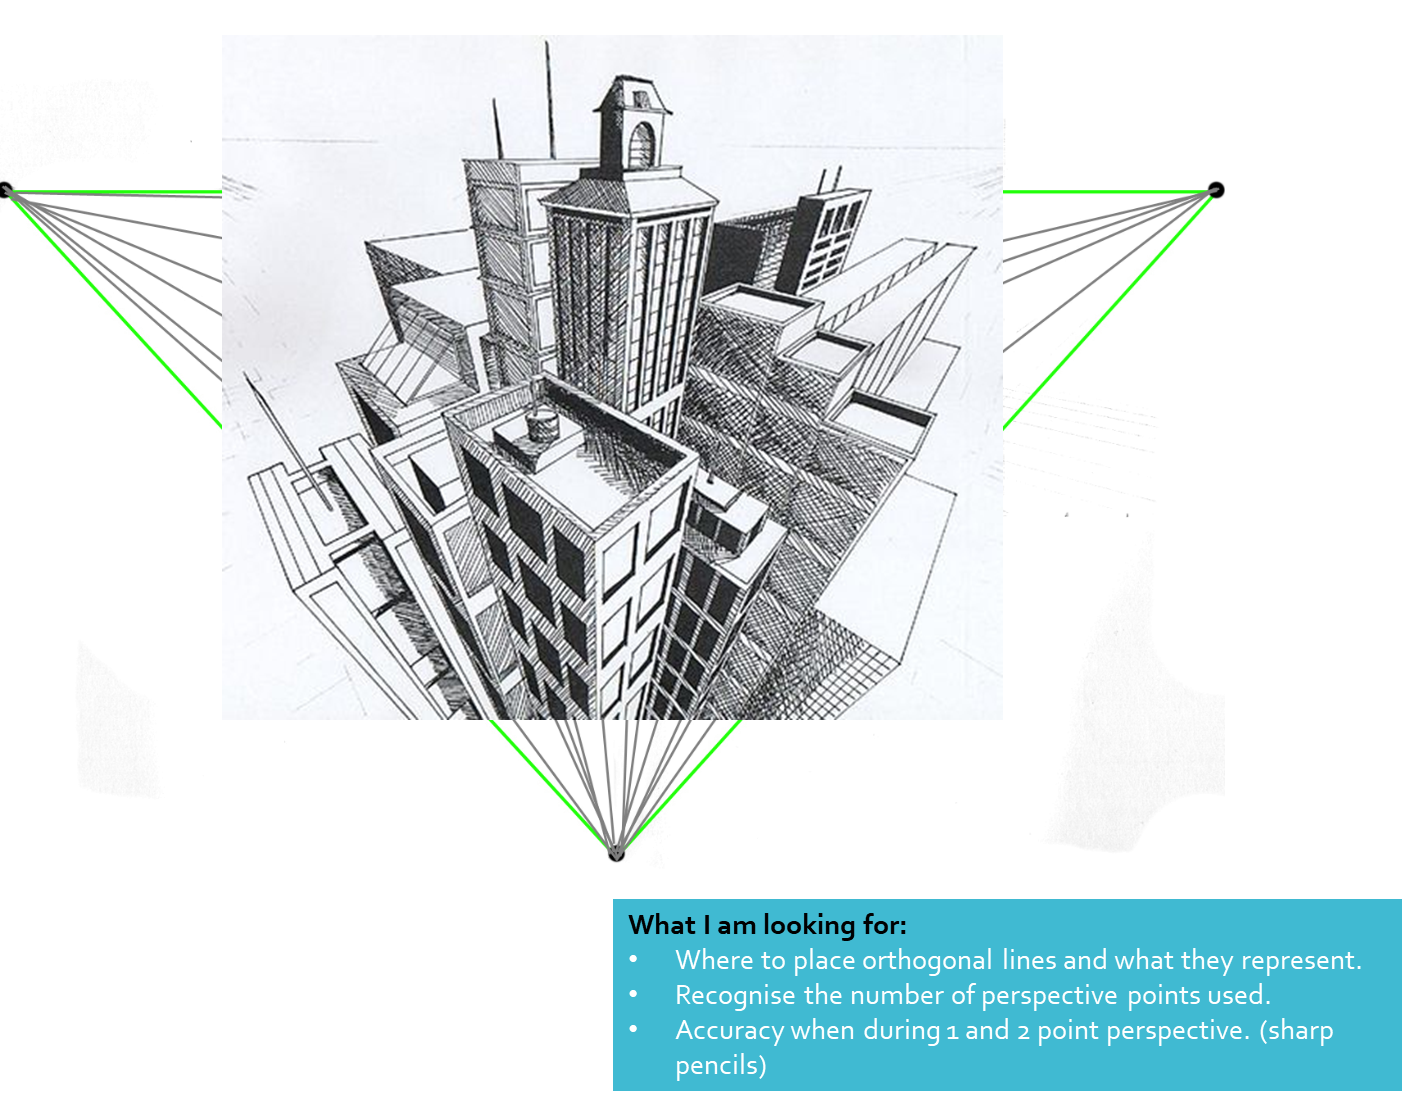 What I am looking for:
• Where to place orthogonal lines and what they represent.
• Recognise the number of perspective points used.
• Accuracy when during 1 and 2 point perspective. (sharp
pencils)